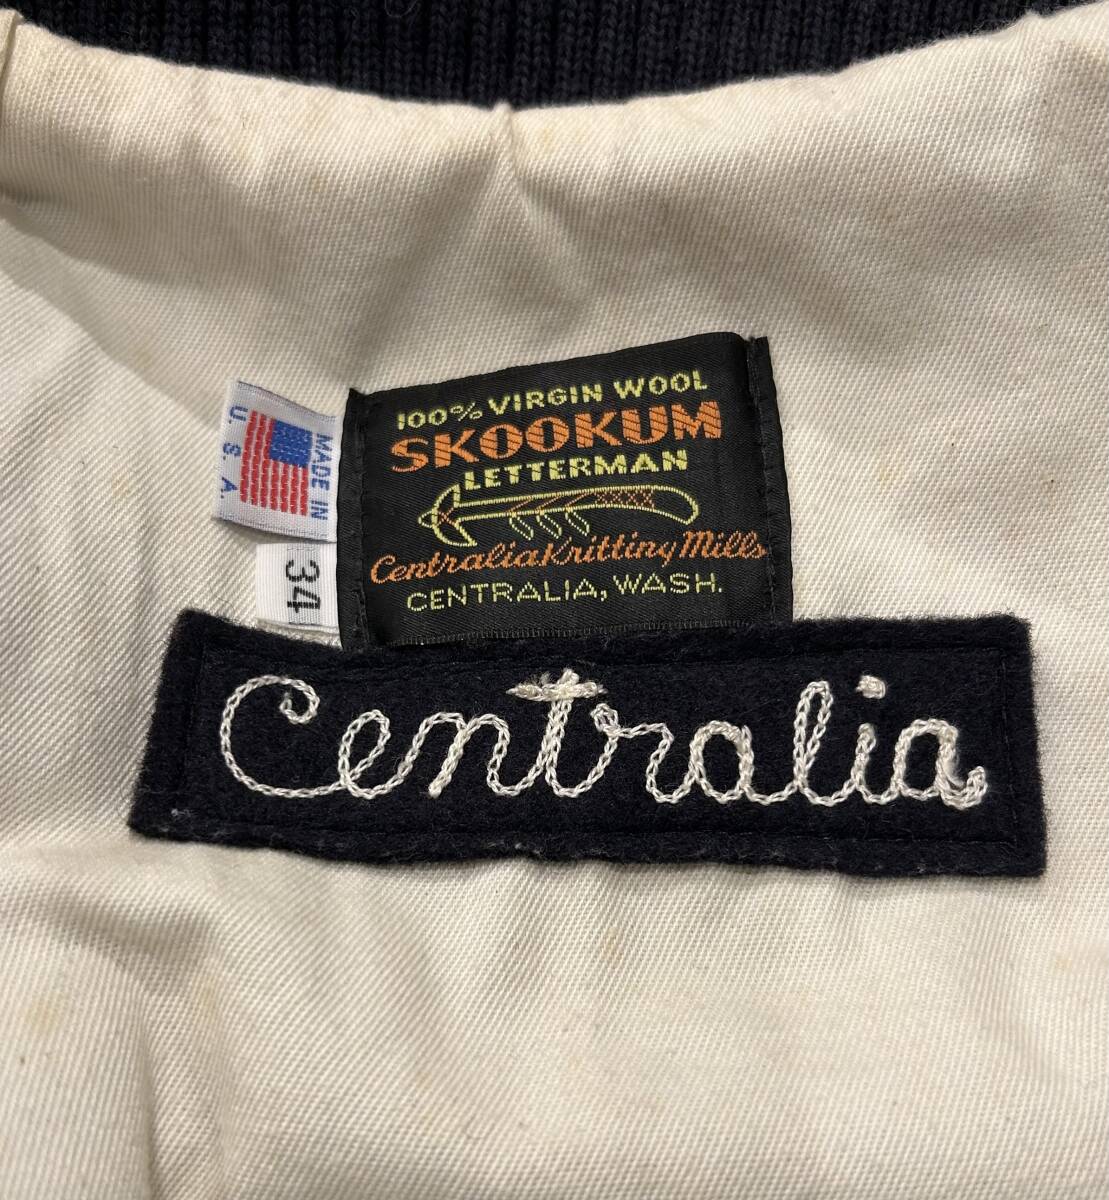 100% VIRGIN WOOL
SKOOKUM
LETTERMAN
Centralia Knitting Mills
CENTRALIA, WASH.
MADE IN
U. S. A.
34
Centralia